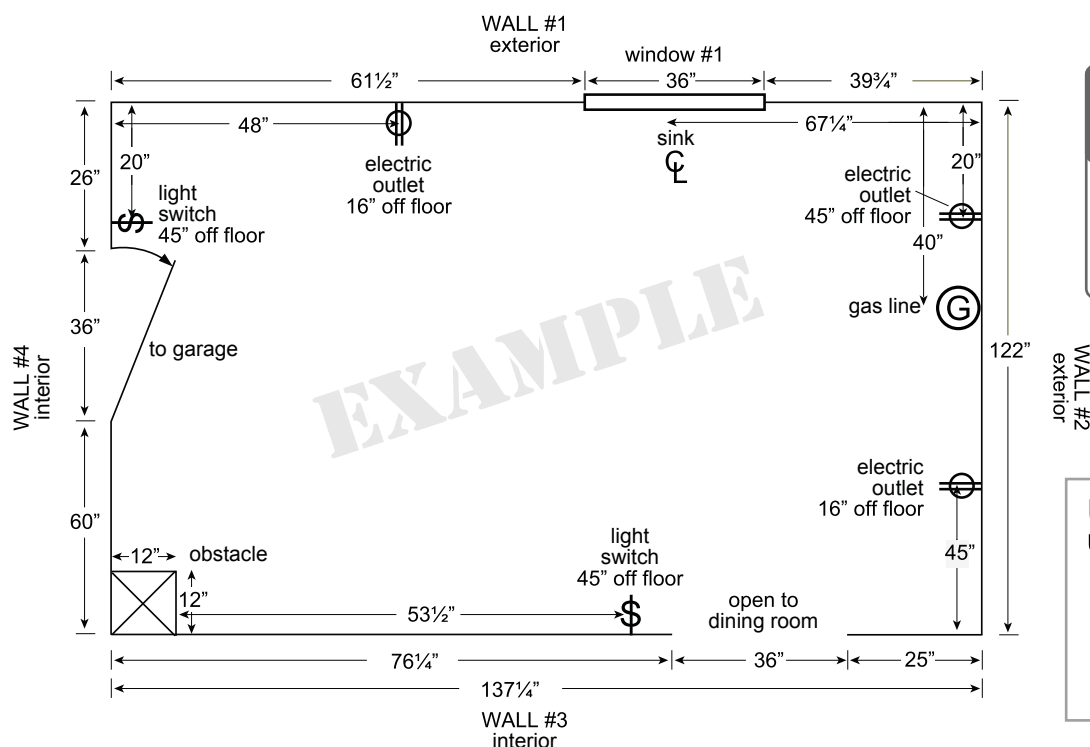 WALL #1
exterior
window #1
61½”
36”
39¾”
48”
67¼”
sink
CL
20”
26”
electric
outlet
16” off floor
light
switch
45” off floor
S
electric
outlet
45” off floor
20”
40”
gas line
G
36”
to garage
WALL #4
interior
EXAMPLE
122”
WALL #2
exterior
electric
outlet
16” off floor
60”
45”
12”
obstacle
12”
light
switch
45” off floor
53½”
$
open to
dining room
76¼”
36”
25”
137¼”
WALL #3
interior